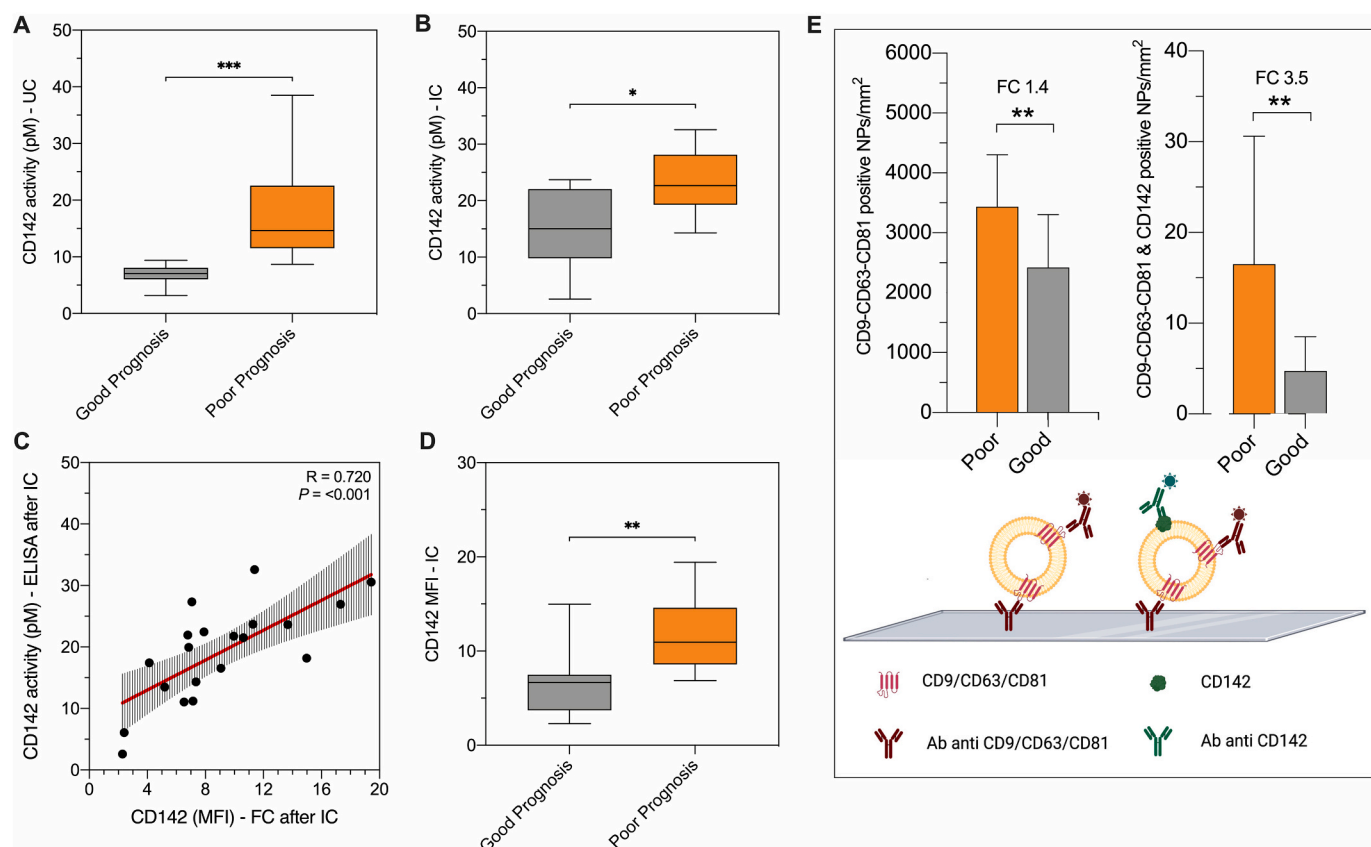 A
CD142 activity (pM) - UC
50
40
30
20
10
0
***
Good Prognosis
Poor Prognosis
B
CD142 activity (pM) - IC
50
40
30
20
10
0
*
Good Prognosis
Poor Prognosis
C
CD142 activity (pM) - ELISA after IC
50
40
30
20
10
0
R = 0.720
P = <0.001
0
4
8
12
16
20
CD142 (MFI) - FC after IC
D
CD142 MFI - IC
30
20
10
0
**
Good Prognosis
Poor Prognosis
E
CD9-CD63-CD81 positive NPs/mm²
6000
5000
4000
3000
2000
1000
0
FC 1.4
**
Poor
Good
CD9-CD63-CD81 & CD142 positive NPs/mm²
40
30
20
10
0
FC 3.5
**
Poor
Good
CD9/CD63/CD81
CD142
Ab anti CD9/CD63/CD81
Ab anti CD142